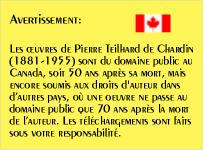 Avertissement:
Les œuvres de Pierre Teilhard de Chardin
(1881-1955) sont du domaine public au
Canada, soit 50 ans après sa mort, mais
encore soumis aux droits d'auteur dans
d'autres pays, où une oeuvre ne passe au
domaine public que 70 ans après la mort
de l'auteur. Les téléchargements sont faits
sous votre responsabilité.